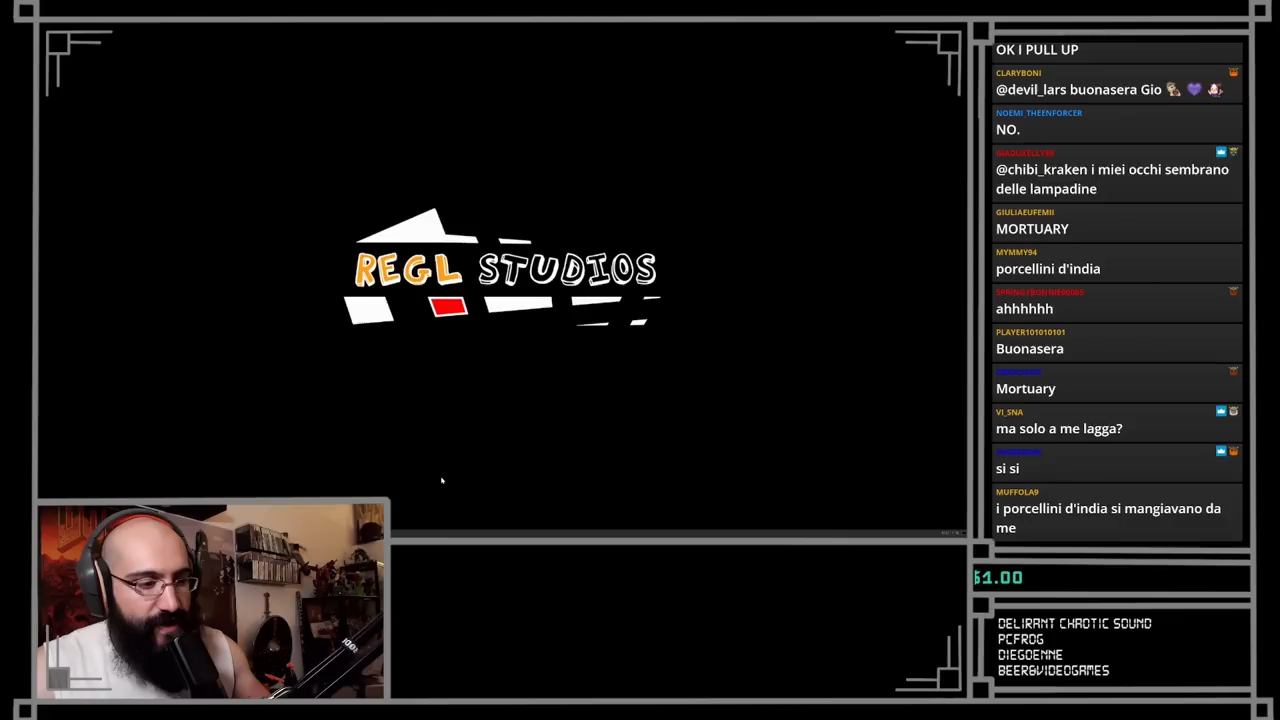 REGL STUDIOS
OK I PULL UP
CLARYBONI
@devil_lars buonasera Gio
NOEMI_THEENFORCER
NO.
@chibi_kraken i miei occhi sembrano
delle lampadine
GIULIAEUFEMII
MORTUARY
MYMMY94
porcellini d'india
ahhhhhh
PLAYER101010101
Buonasera
Mortuary
VI_SNA
ma solo a me lagga?
si si
MUFFOLA9
i porcellini d'india si mangiavano da
me
$1.00
DELIRANT CHAOTIC SOUND
PCFROG
DIEGOENNE
BEER&VIDEOGAMES